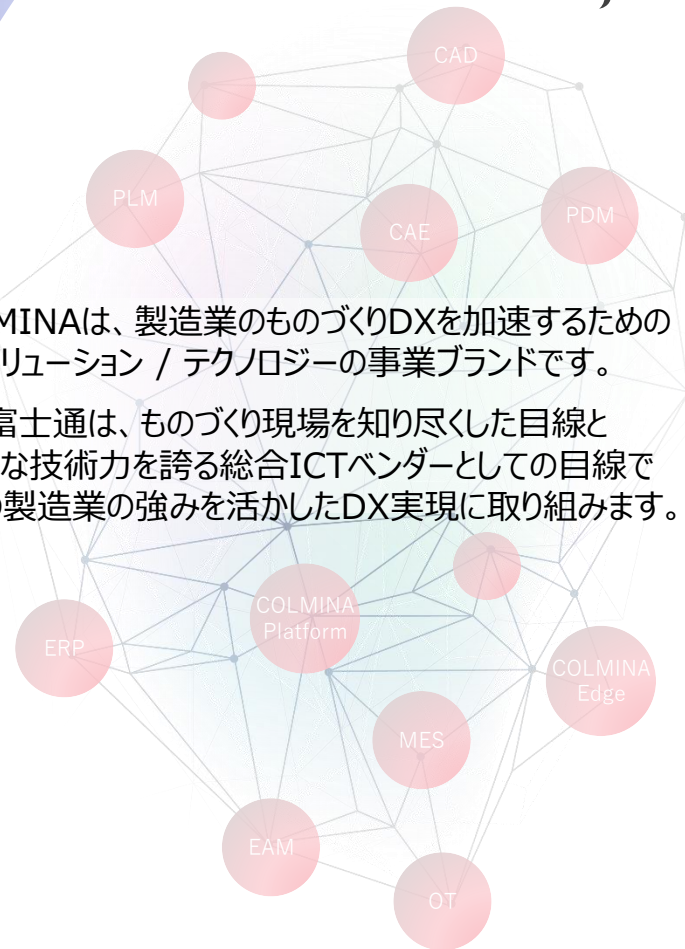 CAD
PLM
CAE
PDM
MINAは、製造業のものづくりDXを加速するための
リューション / テクノロジーの事業ブランドです。
富士通は、ものづくり現場を知り尽くした目線と
な技術力を誇る総合ICTベンダーとしての目線で
の製造業の強みを活かしたDX実現に取り組みます。
COLMINA
Platform
ERP
COLMINA
Edge
MES
EAM
OT